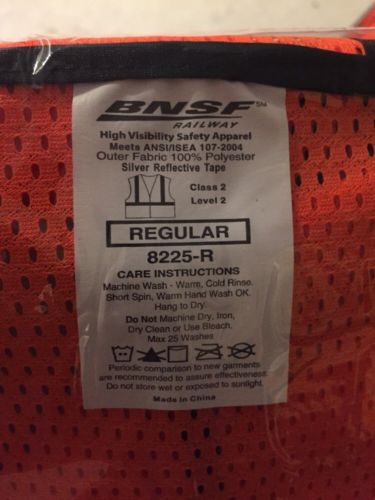 BNSF SM
RAILWAY
High Visibility Safety Apparel
Meets ANSI/ISEA 107-2004
Outer Fabric 100% Polyester
Silver Reflective Tape
Class 2
Level 2
REGULAR
8225-R
CARE INSTRUCTIONS
Machine Wash - Warm, Cold Rinse.
Short Spin, Warm Hand Wash OK.
Hang to Dry.
Do Not Machine Dry, Iron,
Dry Clean or Use Bleach.
Max 25 Washes
Periodic comparison to new garments
are recommended to assure effectiveness.
Do not store wet or exposed to sunlight.
Made in China